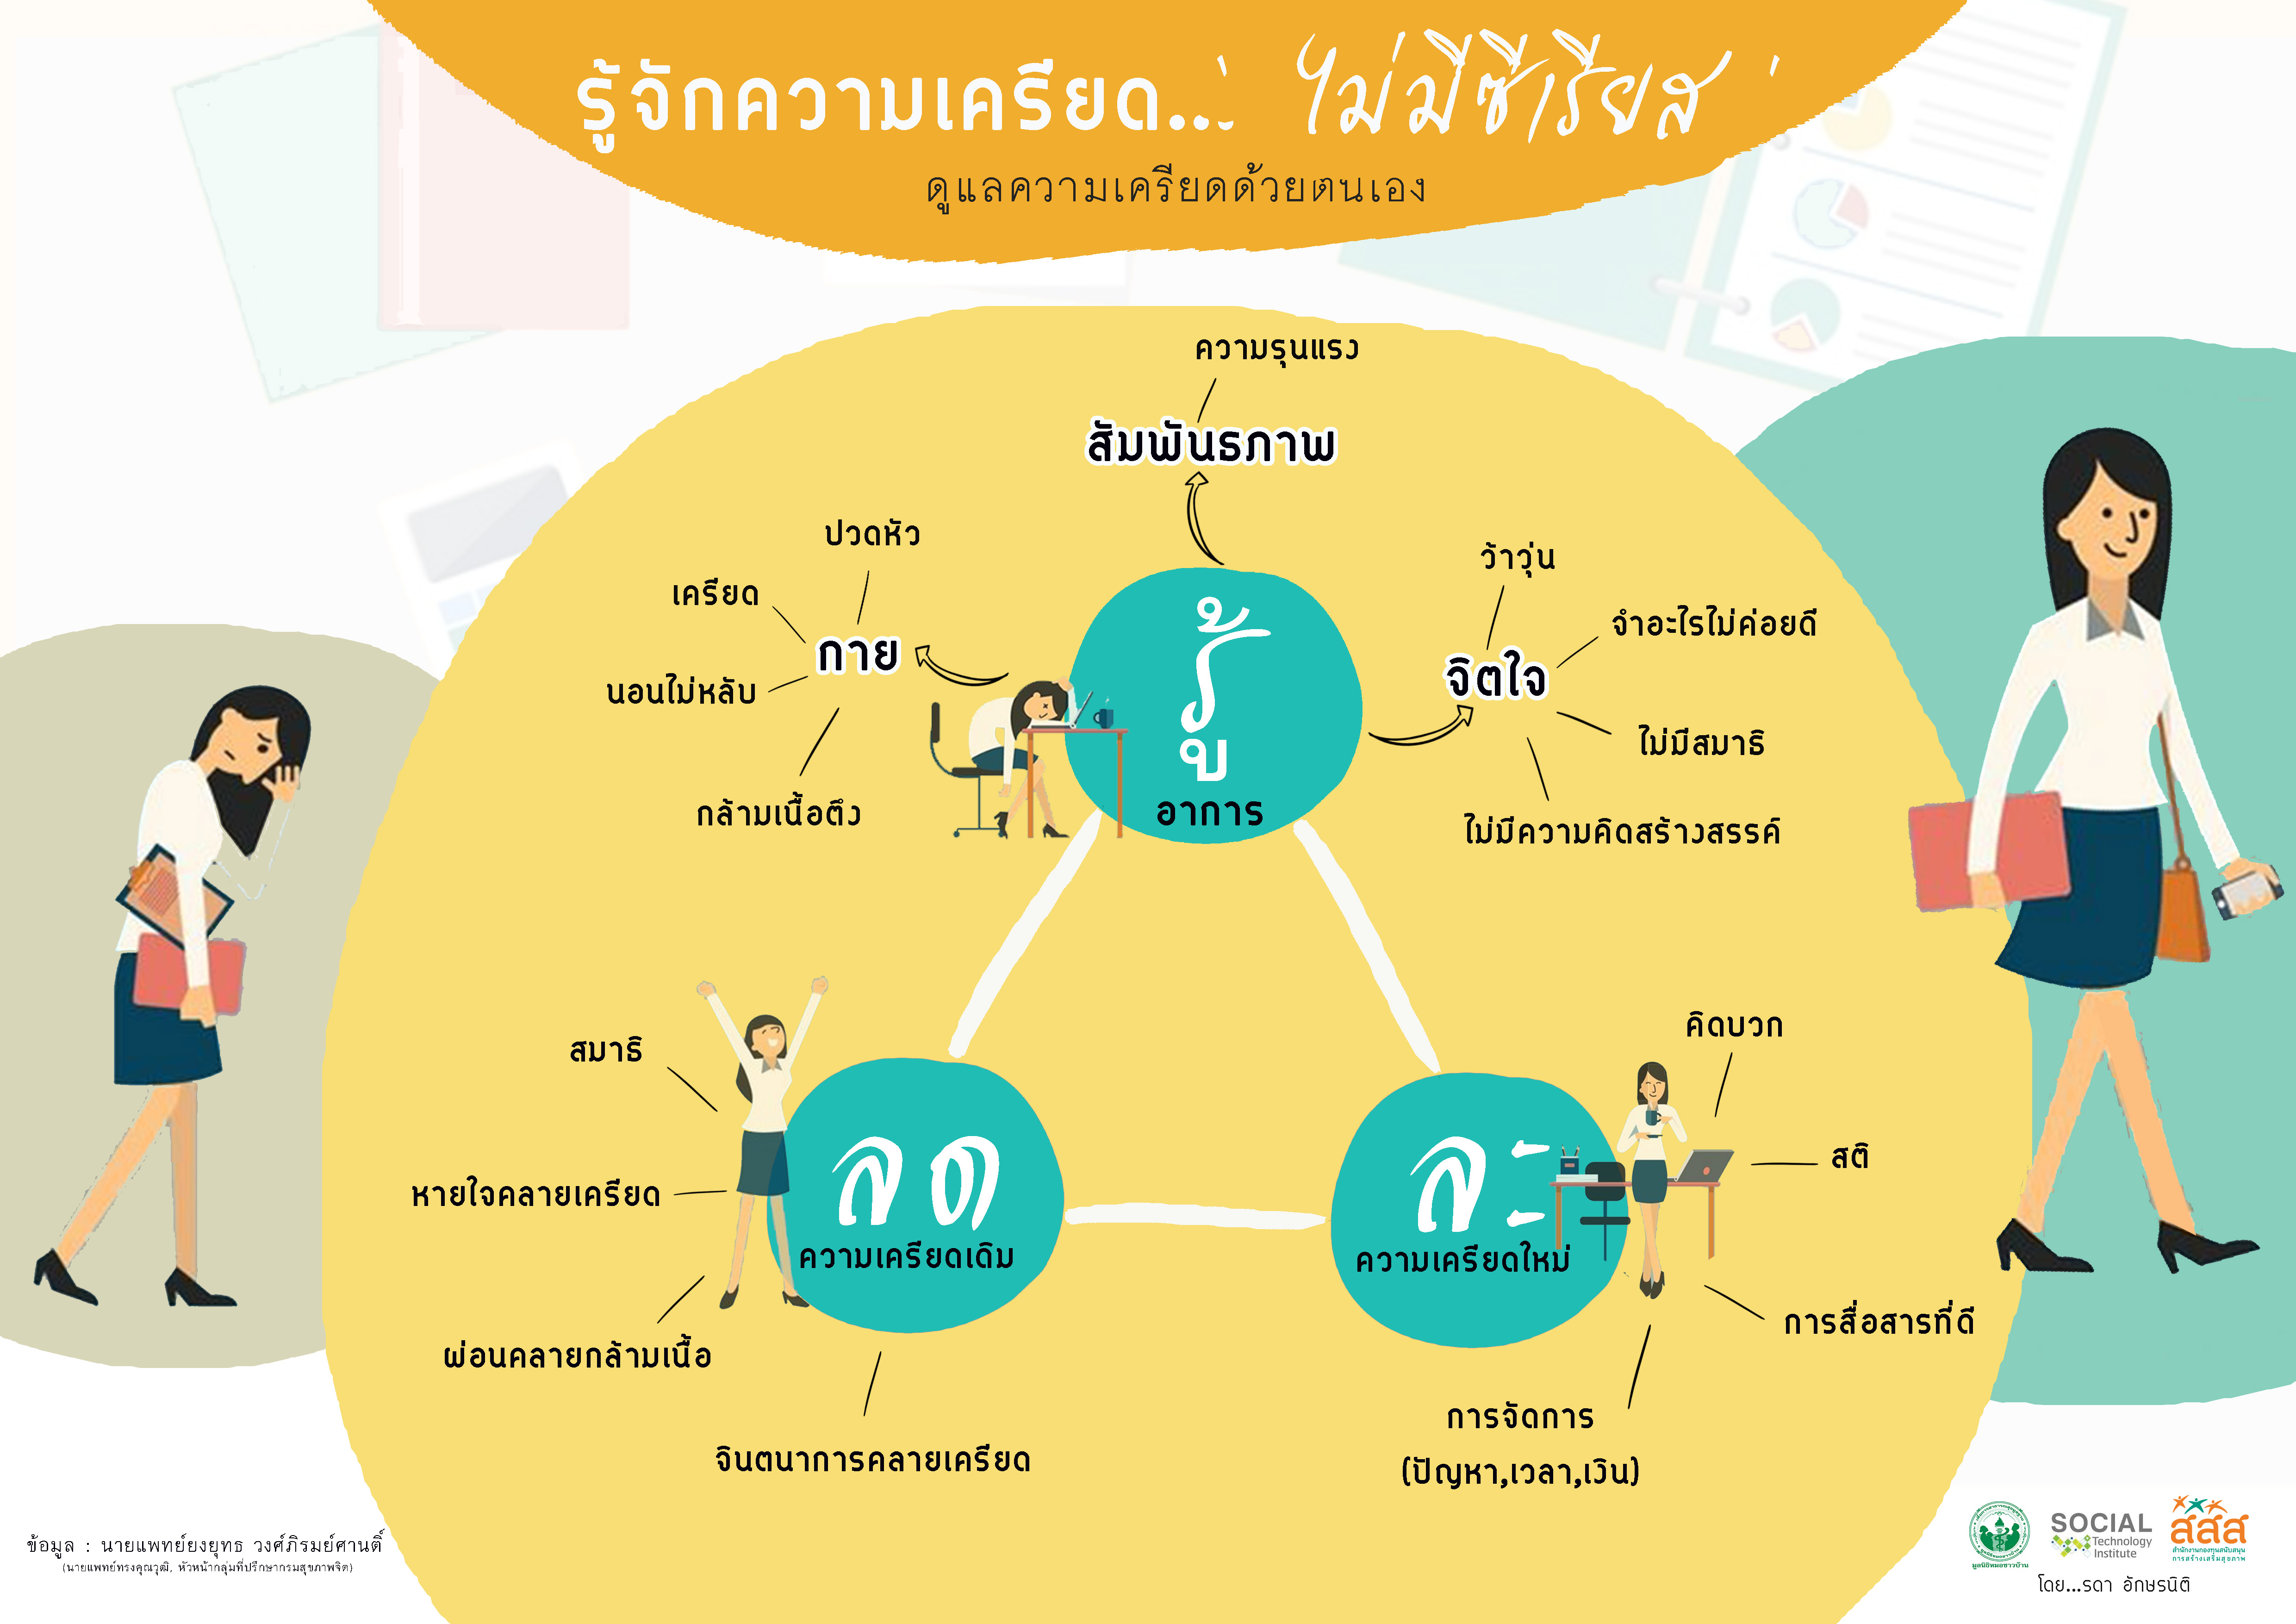 รู้จักความเครียด... ' ไม่มีซีเรียส '
ดูแลความเครียดด้วยตนเอง
ความรุนแรง
สัมพันธภาพ
ปวดหัว
เครียด
กาย
นอนไม่หลับ
กล้ามเนื้อตึง
รู้
อาการ
ว้าวุ่น
จำอะไรไม่ค่อยดี
จิตใจ
ไม่มีสมาธิ
ไม่มีความคิดสร้างสรรค์
สมาธิ
หายใจคลายเครียด
ผ่อนคลายกล้ามเนื้อ
จินตนาการคลายเครียด
ลด
ความเครียดเดิม
ละ
ความเครียดใหม่
คิดบวก
สติ
การสื่อสารที่ดี
การจัดการ
(ปัญหา,เวลา,เงิน)
ข้อมูล : นายแพทย์ยงยุทธ วงศ์ภิรมย์ศานติ์
(นายแพทย์ทรงคุณวุฒิ, หัวหน้ากลุ่มที่ปรึกษากรมสุขภาพจิต)
มูลนิธิหมอชาวบ้าน
SOCIAL
Technology
Institute
สสส
สำนักงานกองทุนสนับสนุน
การสร้างเสริมสุขภาพ
โดย...รดา อักษรนิติ